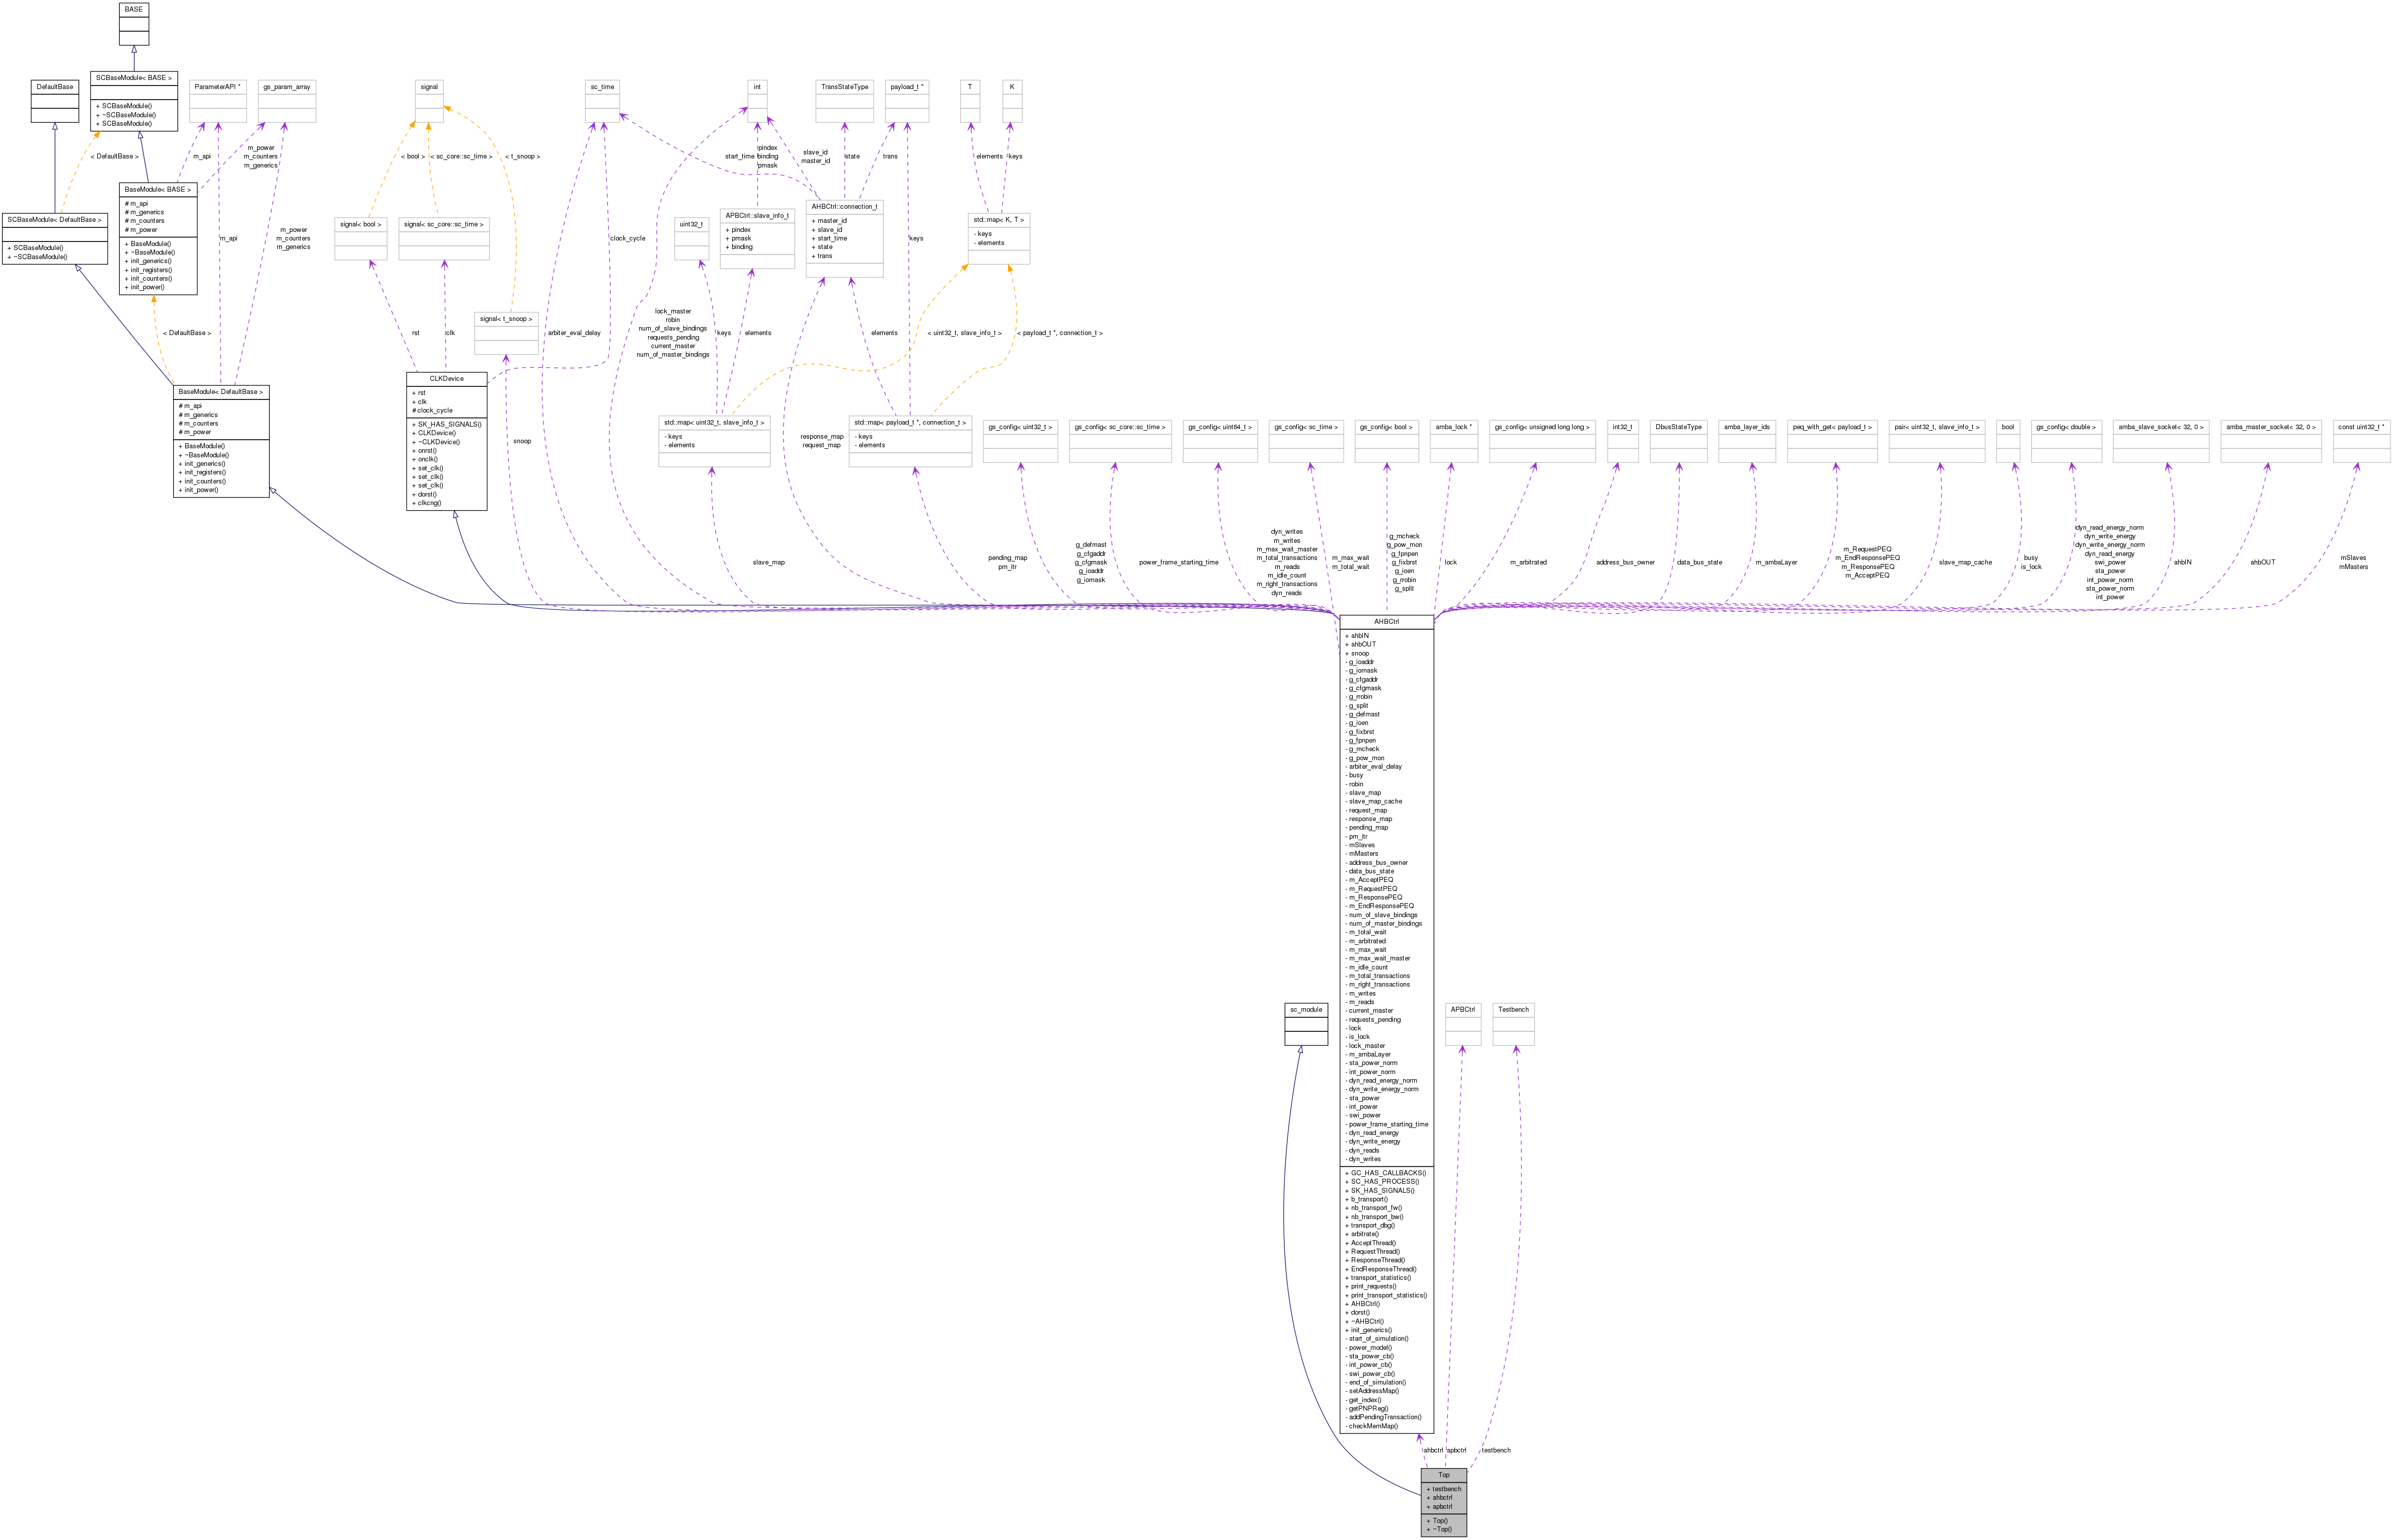 BASE
SCBaseModule< BASE >
+ SCBaseModule()
+ ~SCBaseModule()
+ SCBaseModule()
DefaultBase
ParameterAPI *
gs_param_array
signal
sc_time
int
TransStateType
payload_t *
T
K
< DefaultBase >
m_api
m_power
m_counters
m_generics
< bool >
< sc_core::sc_time >
< t_snoop >
start_time
pindex
binding
pmask
slave_id
master_id
state
trans
elements
keys
BaseModule< BASE >
# m_api
# m_generics
# m_counters
# m_power
+ BaseModule()
+ ~BaseModule()
+ init_generics()
+ init_registers()
+ init_counters()
+ init_power()
SCBaseModule< DefaultBase >
+ SCBaseModule()
+ ~SCBaseModule()
m_api
m_power
m_counters
m_generics
signal< bool >
signal< sc_core::sc_time >
clock_cycle
uint32_t
APBCtrl::slave_info_t
+ pindex
+ pmask
+ binding
AHBCtrl::connection_t
+ master_id
+ slave_id
+ start_time
+ state
+ trans
keys
std::map< K, T >
- keys
- elements
< DefaultBase >
rst
clk
signal< t_snoop >
arbiter_eval_delay
lock_master
robin
num_of_slave_bindings
requests_pending
current_master
num_of_master_bindings
keys
elements
elements
< uint32_t, slave_info_t >
< payload_t *, connection_t >
BaseModule< DefaultBase >
# m_api
# m_generics
# m_counters
# m_power
+ BaseModule()
+ ~BaseModule()
+ init_generics()
+ init_registers()
+ init_counters()
+ init_power()
CLKDevice
+ rst
+ clk
# clock_cycle
+ SK_HAS_SIGNALS()
+ CLKDevice()
+ ~CLKDevice()
+ onrst()
+ onclk()
+ set_clk()
+ set_clk()
+ set_clk()
+ dorst()
+ clkcng()
snoop
std::map< uint32_t, slave_info_t >
- keys
- elements
response_map
request_map
std::map< payload_t *, connection_t >
- keys
- elements
gs_config< uint32_t >
gs_config< sc_core::sc_time >
gs_config< uint64_t >
gs_config< sc_time >
gs_config< bool >
amba_lock *
gs_config< unsigned long long >
int32_t
DbusStateType
amba_layer_ids
peq_with_get< payload_t >
pair< uint32_t, slave_info_t >
bool
gs_config< double >
amba_slave_socket< 32, 0 >
amba_master_socket< 32, 0 >
const uint32_t *
slave_map
pending_map
pm_itr
g_defmast
g_cfgaddr
g_cfgmask
g_ioaddr
g_iomask
power_frame_starting_time
dyn_writes
m_writes
m_max_wait_master
m_total_transactions
m_reads
m_idle_count
m_right_transactions
dyn_reads
m_max_wait
m_total_wait
g_mcheck
g_pow_mon
g_fpnpen
g_fixbrst
g_ioen
g_rrobin
g_split
lock
m_arbitrated
address_bus_owner
data_bus_state
m_ambaLayer
m_RequestPEQ
m_EndResponsePEQ
m_ResponsePEQ
m_AcceptPEQ
slave_map_cache
busy
is_lock
dyn_read_energy_norm
dyn_write_energy
dyn_write_energy_norm
dyn_read_energy
swi_power
sta_power
int_power_norm
sta_power_norm
int_power
ahbIN
ahbOUT
mSlaves
mMasters
AHBCtrl
+ ahbIN
+ ahbOUT
+ snoop
- g_ioaddr
- g_iomask
- g_cfgaddr
- g_cfgmask
- g_rrobin
- g_split
- g_defmast
- g_ioen
- g_fixbrst
- g_fpnpen
- g_mcheck
- g_pow_mon
- arbiter_eval_delay
- busy
- robin
- slave_map
- slave_map_cache
- request_map
- response_map
- pending_map
- pm_itr
- mSlaves
- mMasters
- address_bus_owner
- data_bus_state
- m_AcceptPEQ
- m_RequestPEQ
- m_ResponsePEQ
- m_EndResponsePEQ
- num_of_slave_bindings
- num_of_master_bindings
- m_total_wait
- m_arbitrated
- m_max_wait
- m_max_wait_master
- m_idle_count
- m_total_transactions
- m_right_transactions
- m_writes
- m_reads
- current_master
- requests_pending
- lock
- is_lock
- lock_master
- m_ambaLayer
- sta_power_norm
- int_power_norm
- dyn_read_energy_norm
- dyn_write_energy_norm
- sta_power
- int_power
- swi_power
- power_frame_starting_time
- dyn_read_energy
- dyn_write_energy
- dyn_reads
- dyn_writes
+ GC_HAS_CALLBACKS()
+ SC_HAS_PROCESS()
+ SK_HAS_SIGNALS()
+ b_transport()
+ nb_transport_fw()
+ nb_transport_bw()
+ transport_dbg()
+ arbitrate()
+ AcceptThread()
+ RequestThread()
+ ResponseThread()
+ EndResponseThread()
+ transport_statistics()
+ print_requests()
+ print_transport_statistics()
+ AHBCtrl()
+ dorst()
+ ~AHBCtrl()
+ init_generics()
- start_of_simulation()
- power_model()
- sta_power_cb()
- int_power_cb()
- swi_power_cb()
- end_of_simulation()
- setAddressMap()
- get_index()
- getPNPReg()
- addPendingTransaction()
- checkMemMap()
sc_module
APBCtrl
Testbench
ahbctrl
apbctrl
testbench
Top
+ testbench
+ ahbctrl
+ apbctrl
+ Top()
+ ~Top()